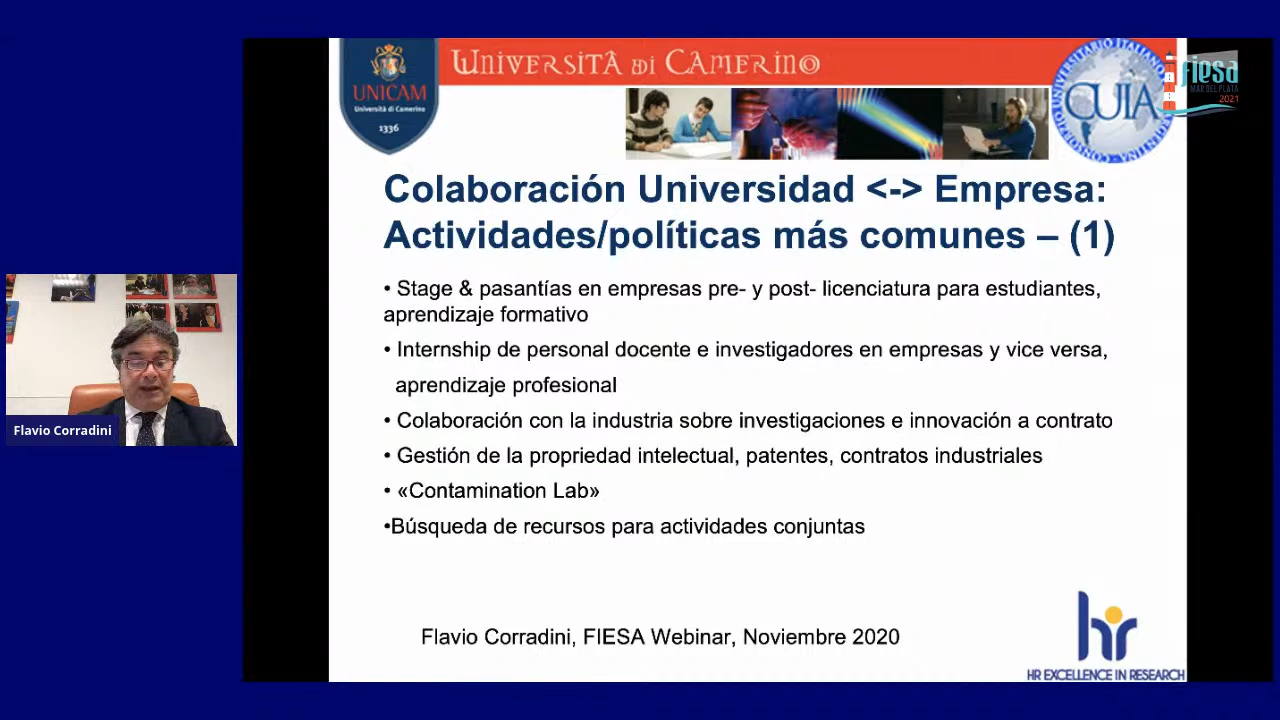 UNIVERSITÀ di CAMERINO
UNICAM
Università di Camerino
1336
CUIA
fiesa
MAR DEL PLATA
2021
Colaboración Universidad <-> Empresa:
Actividades/políticas más comunes – (1)
• Stage & pasantías en empresas pre- y post- licenciatura para estudiantes,
aprendizaje formativo
• Internship de personal docente e investigadores en empresas y vice versa,
aprendizaje profesional
• Colaboración con la industria sobre investigaciones e innovación a contrato
• Gestión de la propriedad intelectual, patentes, contratos industriales
• «Contamination Lab»
•Búsqueda de recursos para actividades conjuntas
Flavio Corradini
Flavio Corradini, FIESA Webinar, Noviembre 2020
hr
HR EXCELLENCE IN RESEARCH